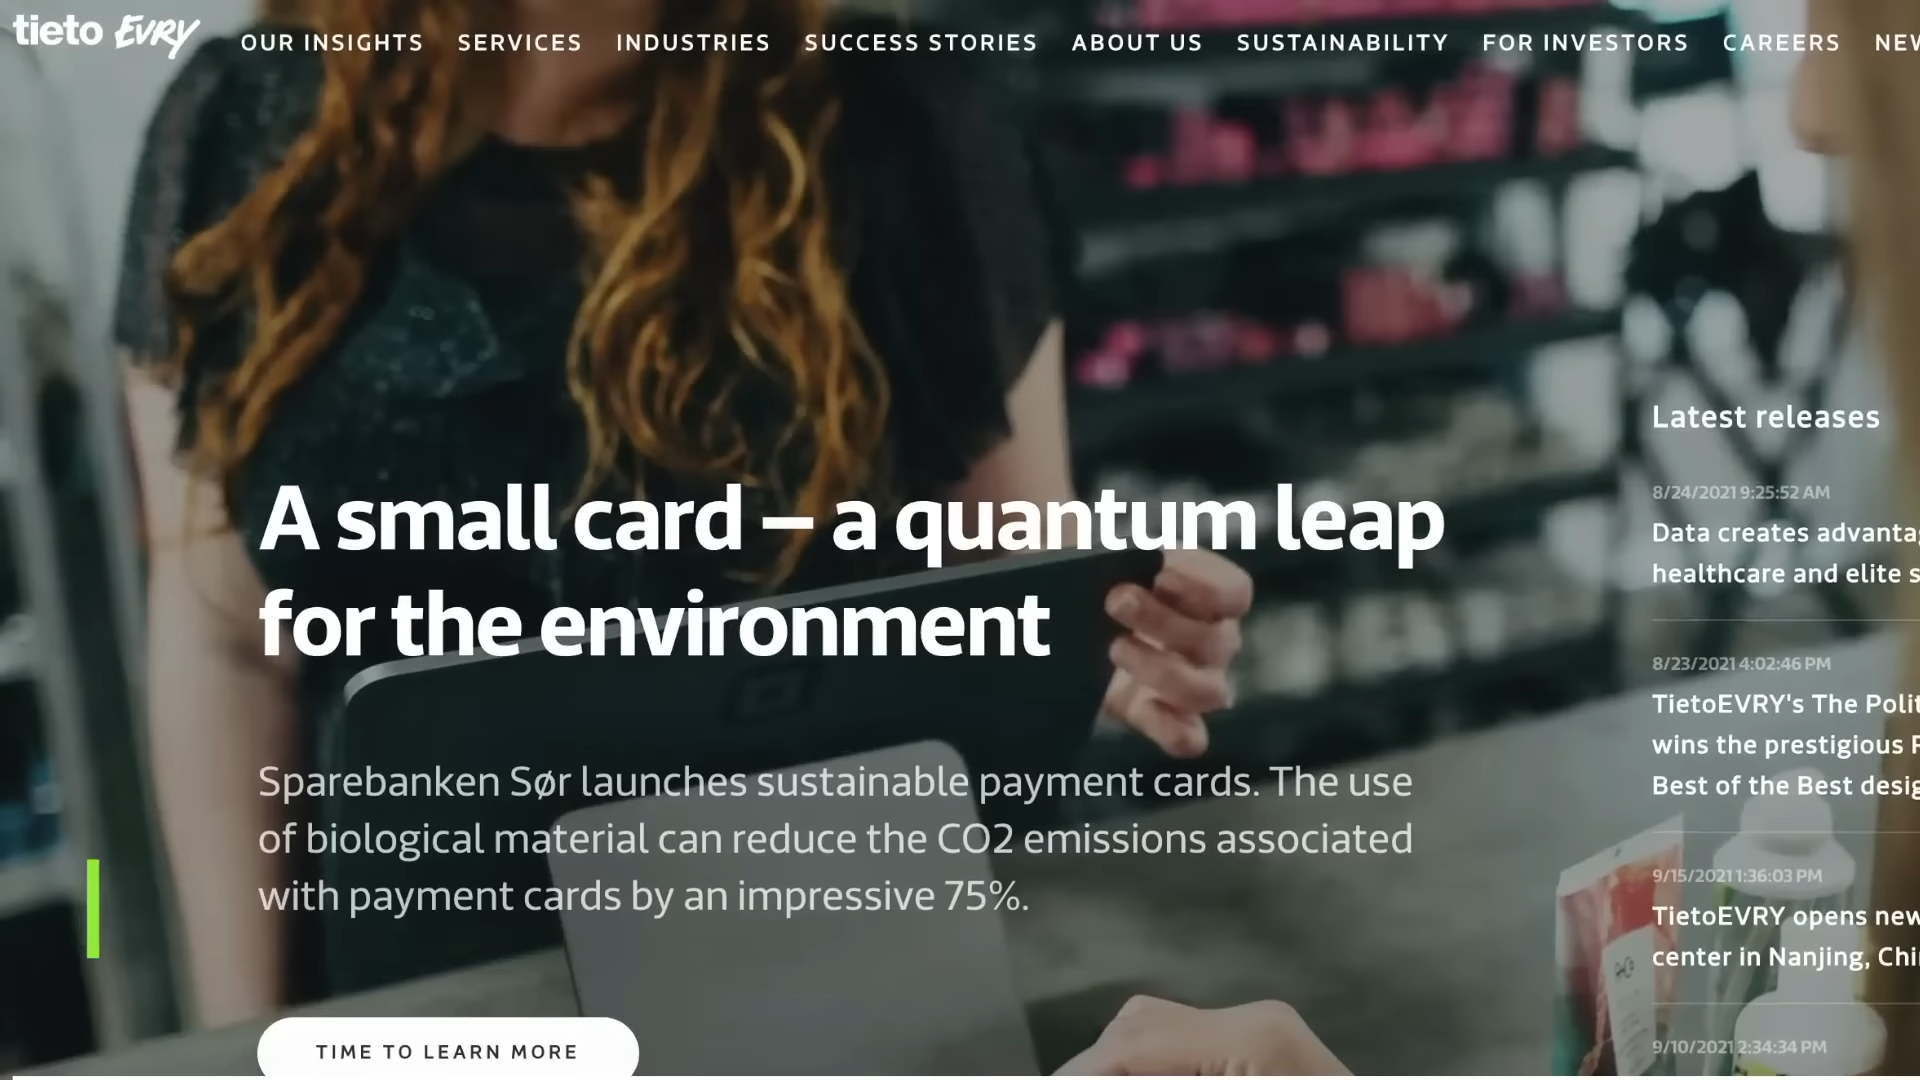 tieto EVRY
OUR INSIGHTS SERVICES INDUSTRIES SUCCESS STORIES ABOUT US SUSTAINABILITY FOR INVESTORS CAREERS
A small card – a quantum leap
for the environment
Sparebanken Sør launches sustainable payment cards. The use
of biological material can reduce the CO2 emissions associated
with payment cards by an impressive 75%.
TIME TO LEARN MORE
Latest releases
8/24/2021 9:25:52 AM
Data creates
healthcare and elite
8/23/2021 4:02:46 PM
TietoEVRY's The
wins the prestigious
Best of the Best
9/15/2021 1:36:03 PM
TietoEVRY opens new
center in Nanjing,
9/10/2021 2:34:34 PM